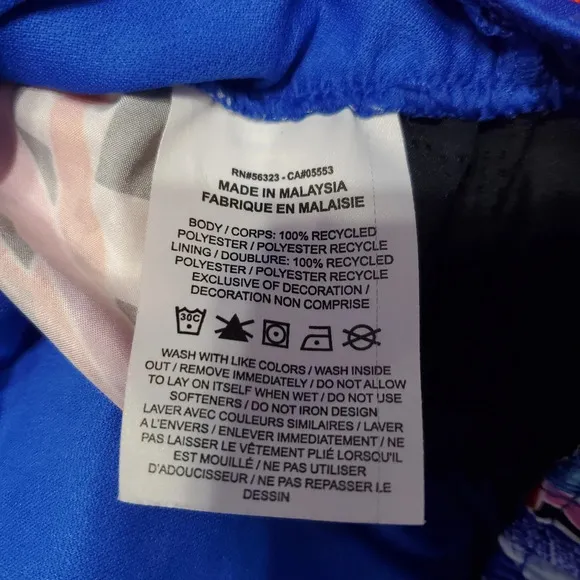 RN#56323 - CA#05553
MADE IN MALAYSIA
FABRIQUE EN MALAISIE
BODY / CORPS: 100% RECYCLED
POLYESTER / POLYESTER RECYCLE
LINING / DOUBLURE: 100% RECYCLED
POLYESTER / POLYESTER RECYCLE
EXCLUSIVE OF DECORATION /
DECORATION NON COMPRISE
30C
WASH WITH LIKE COLORS / WASH INSIDE
OUT / REMOVE IMMEDIATELY / DO NOT ALLOW
TO LAY ON ITSELF WHEN WET / DO NOT USE
SOFTENERS / DO NOT IRON DESIGN
LAVER AVEC COULEURS SIMILAIRES / LAVER
A L'ENVERS / ENLEVER IMMEDIATEMENT / NE
PAS LAISSER LE VÊTEMENT PLIÉ LORSQU'IL
EST MOUILLÉ / NE PAS UTILISER
D'ADOUCISSEUR / NE PAS REPASSER LE
DESSIN